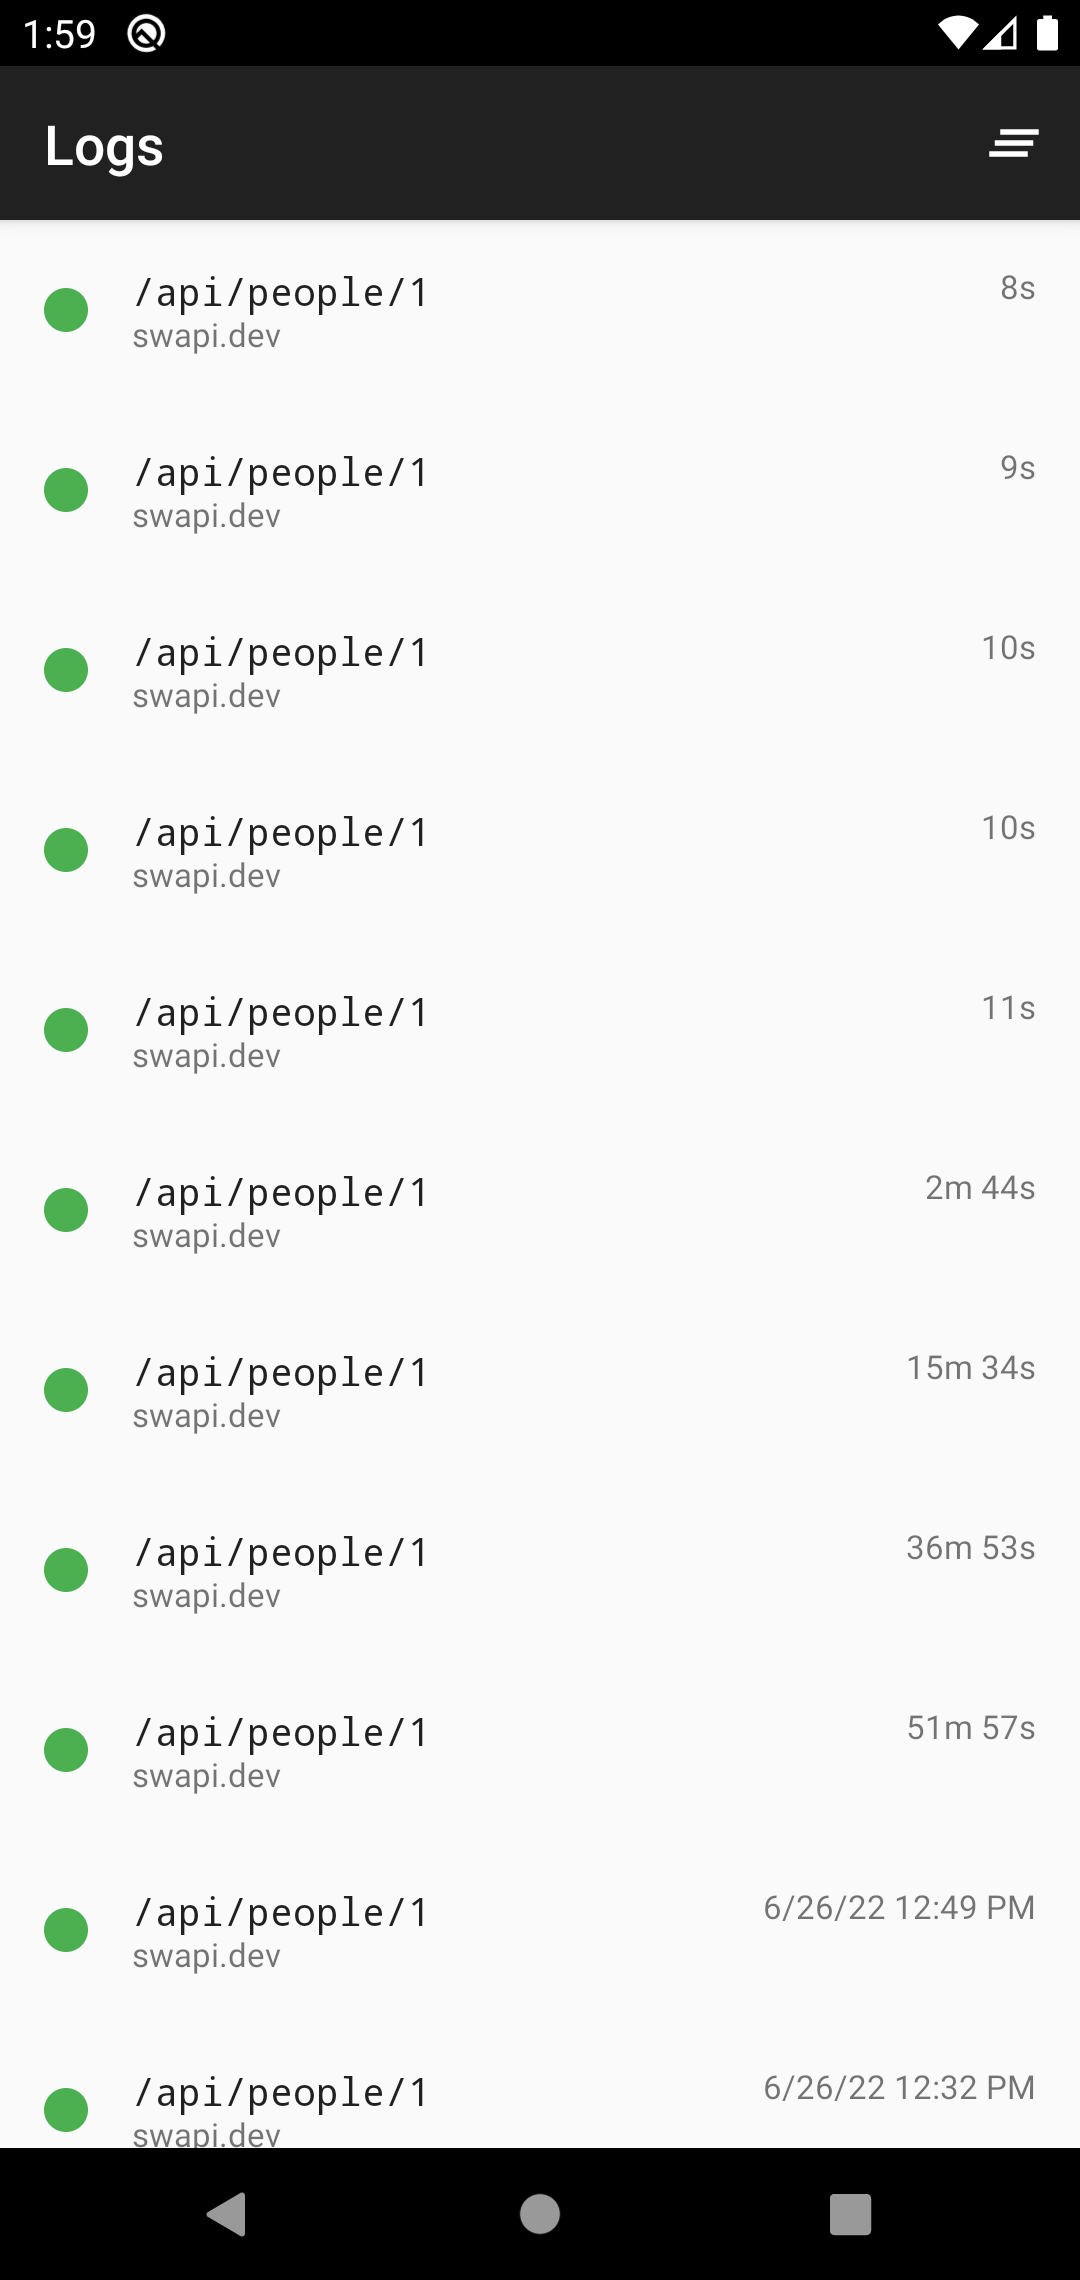 1:59
Logs
/api/people/1 8s
swapi.dev
/api/people/1 9s
swapi.dev
/api/people/1 10s
swapi.dev
/api/people/1 10s
swapi.dev
/api/people/1 11s
swapi.dev
/api/people/1 2m 44s
swapi.dev
/api/people/1 15m 34s
swapi.dev
/api/people/1 36m 53s
swapi.dev
/api/people/1 51m 57s
swapi.dev
/api/people/1 6/26/22 12:49 PM
swapi.dev
/api/people/1 6/26/22 12:32 PM
swapi.dev